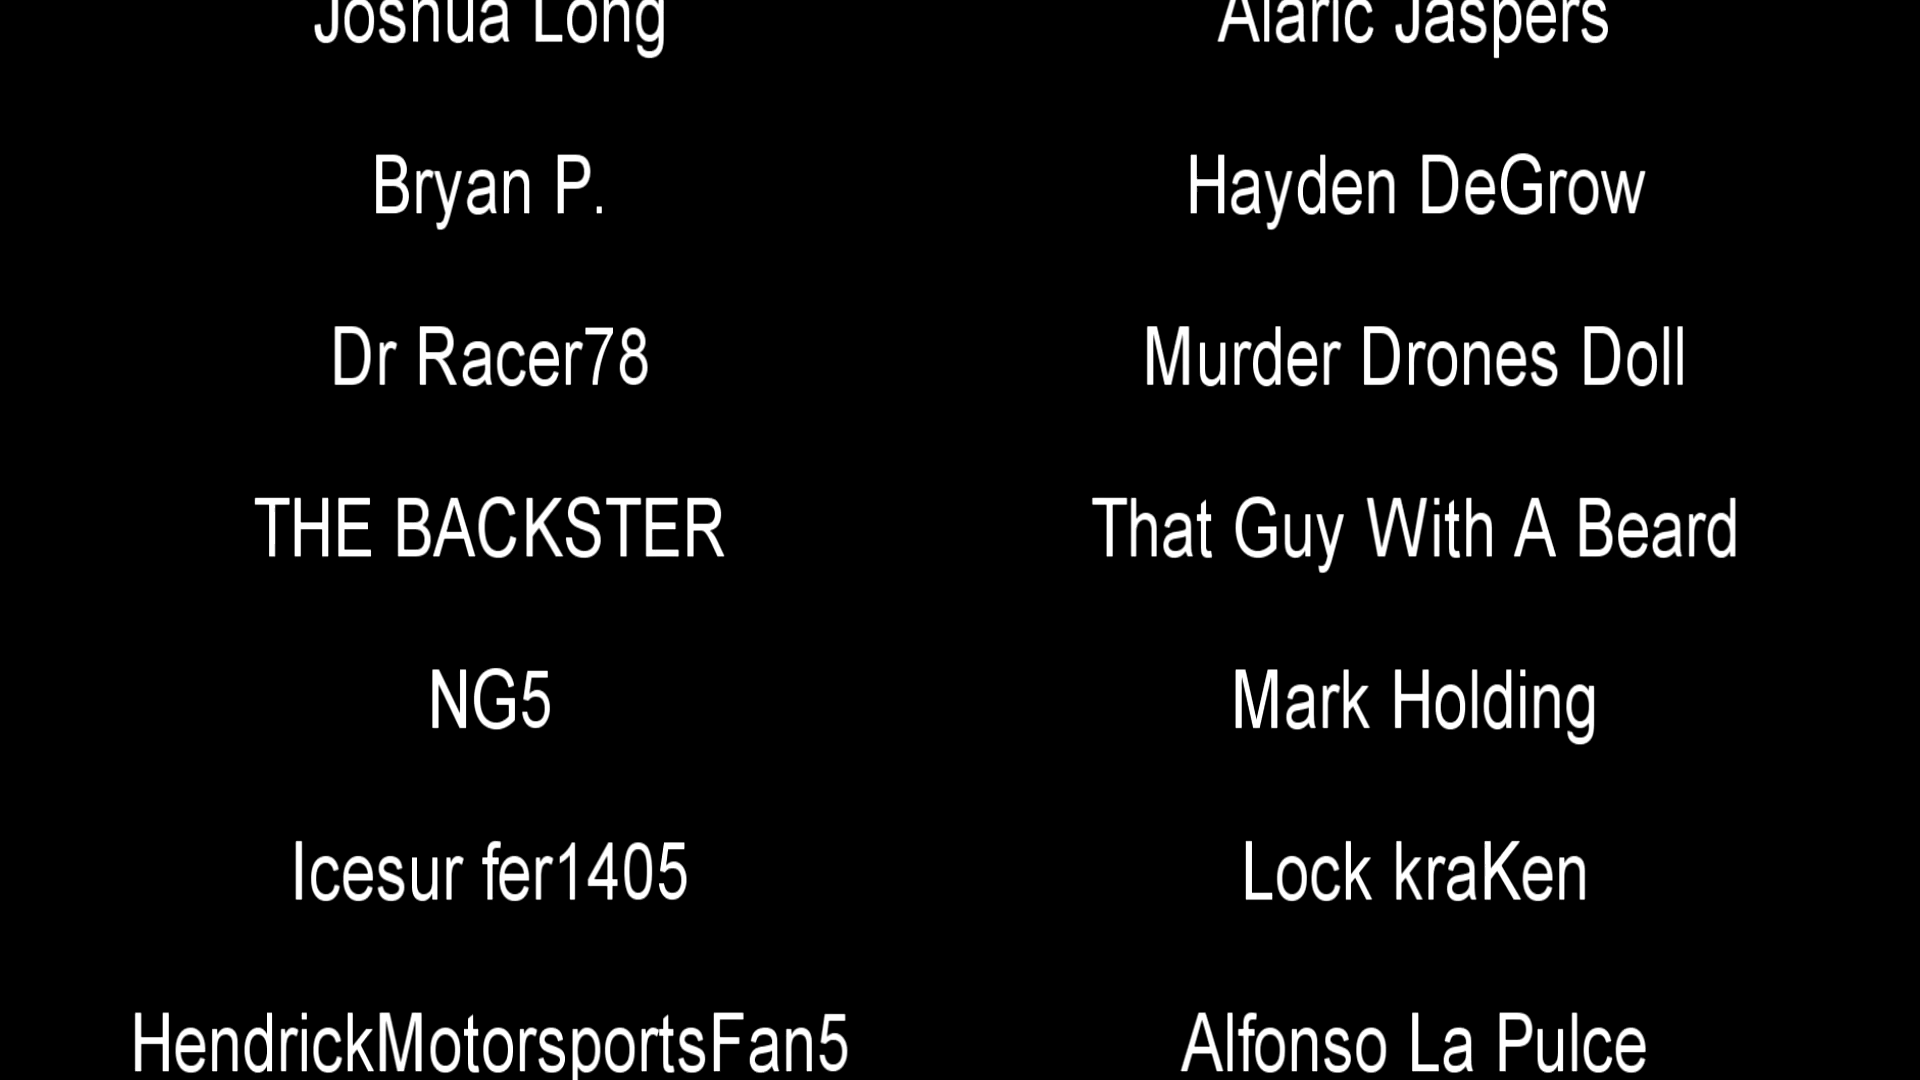 Joshua Long
Alaric Jaspers
Bryan P.
Hayden DeGrow
Dr Racer78
Murder Drones Doll
THE BACKSTER
That Guy With A Beard
NG5
Mark Holding
Icesur fer1405
Lock kraKen
HendrickMotorsportsFan5
Alfonso La Pulce